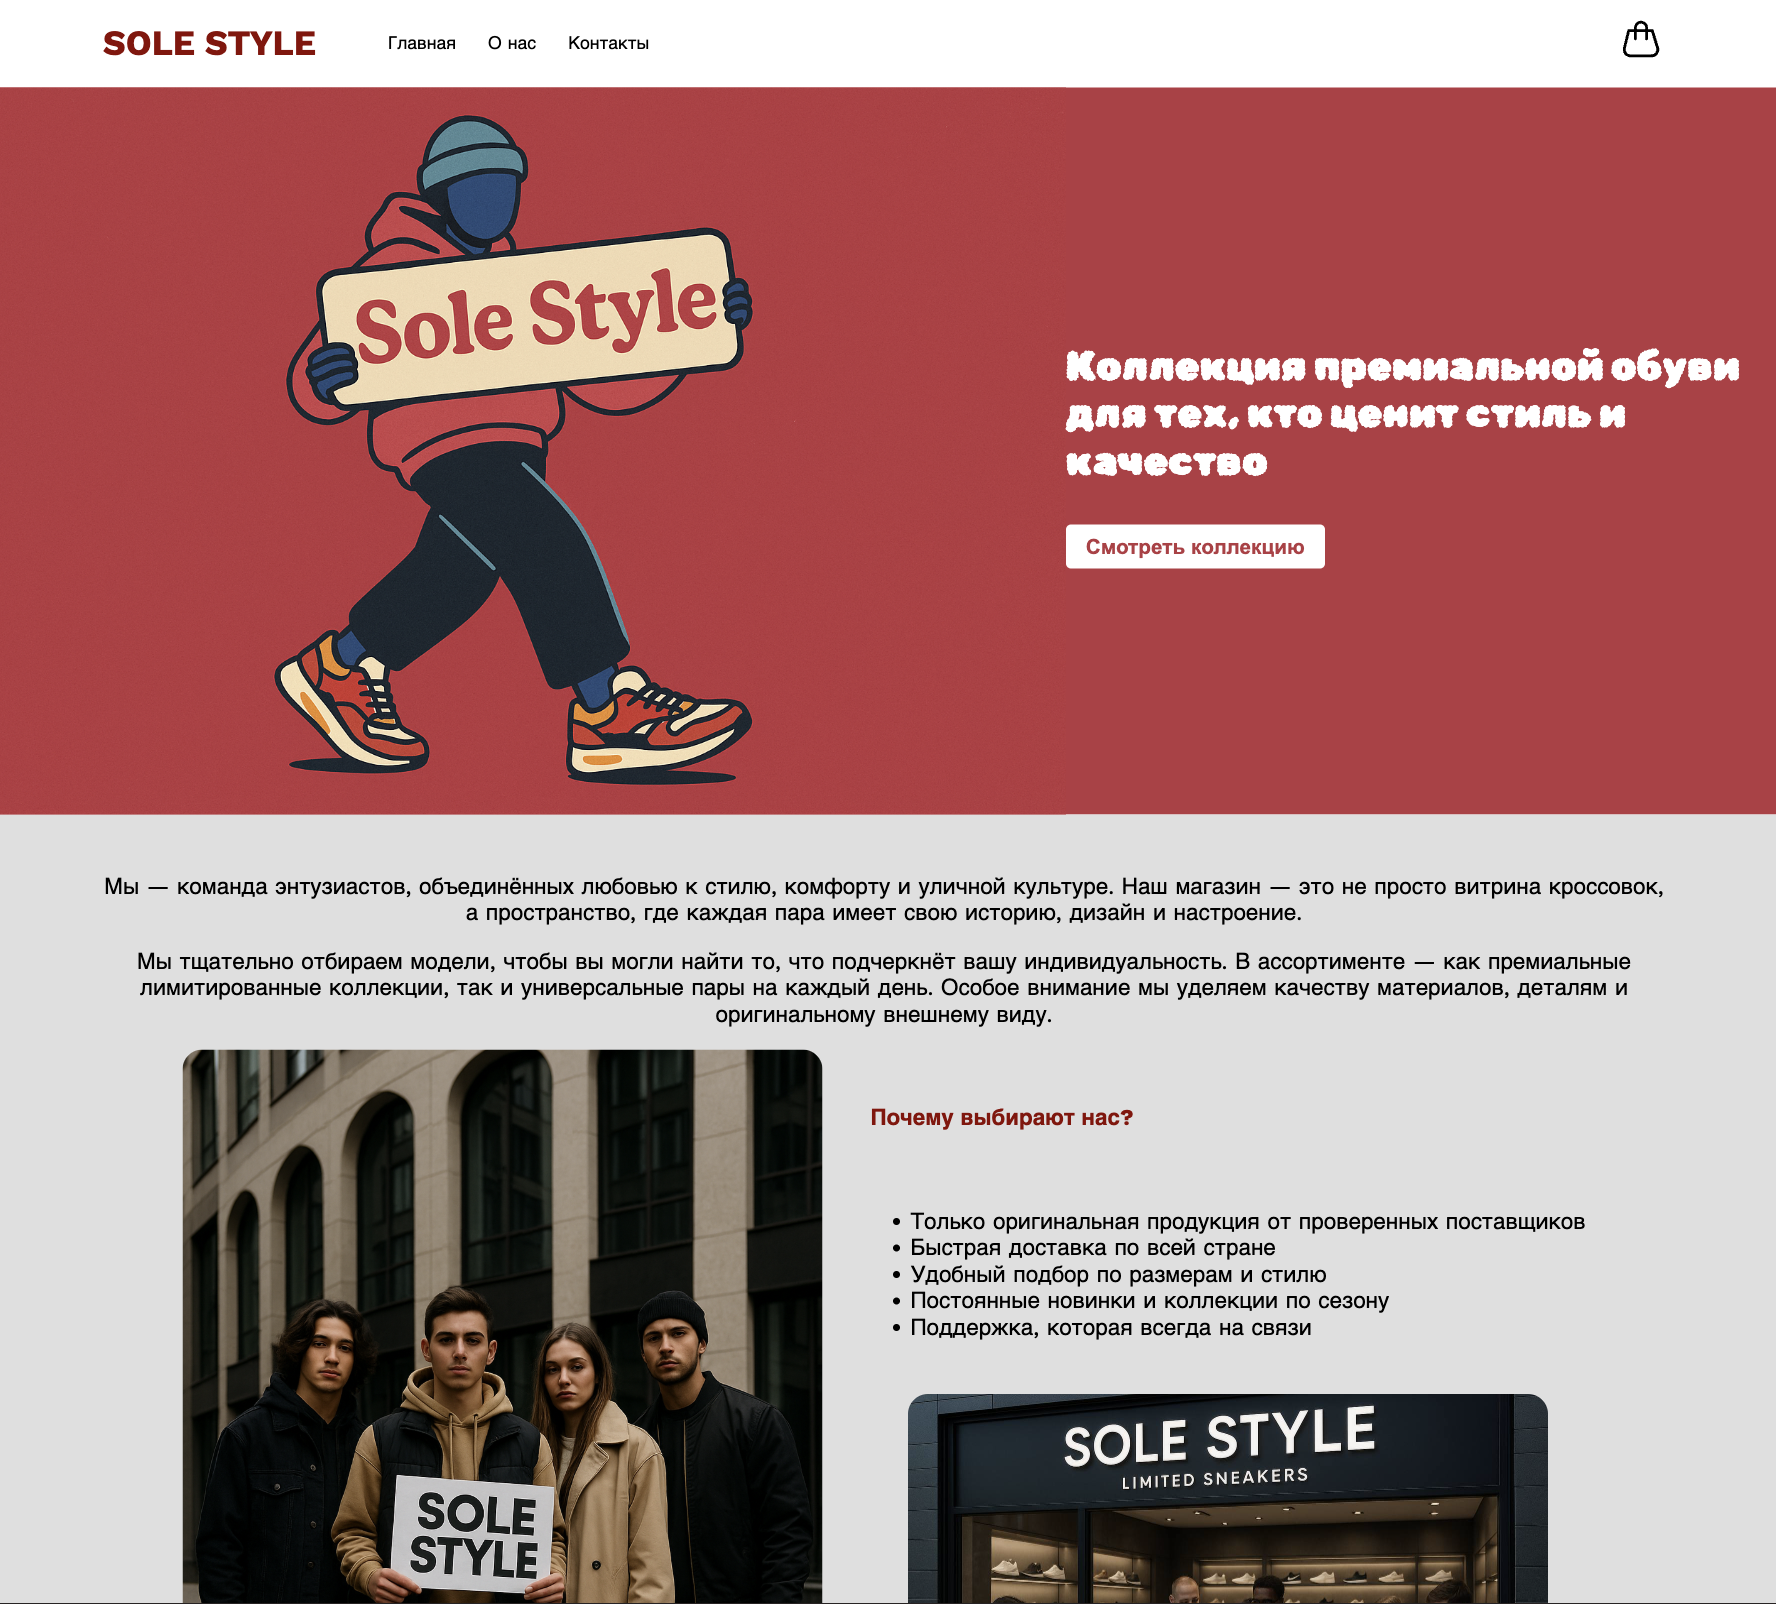 SOLE STYLE
Главная О нас Контакты
Sole Style
Коллекция премиальной обуви
для тех, кто ценит стиль и
качество
Смотреть коллекцию
Мы — команда энтузиастов, объединённых любовью к стилю, комфорту и уличной культуре. Наш магазин — это не просто витрина кроссовок,
а пространство, где каждая пара имеет свою историю, дизайн и настроение.
Мы тщательно отбираем модели, чтобы вы могли найти то, что подчеркнёт вашу индивидуальность. В ассортименте — как премиальные
лимитированные коллекции, так и универсальные пары на каждый день. Особое внимание мы уделяем качеству материалов, деталям и
оригинальному внешнему виду.
Почему выбирают нас?
• Только оригинальная продукция от проверенных поставщиков
• Быстрая доставка по всей стране
• Удобный подбор по размерам и стилю
• Постоянные новинки и коллекции по сезону
• Поддержка, которая всегда на связи
SOLE
STYLE
SOLE STYLE
LIMITED SNEAKERS